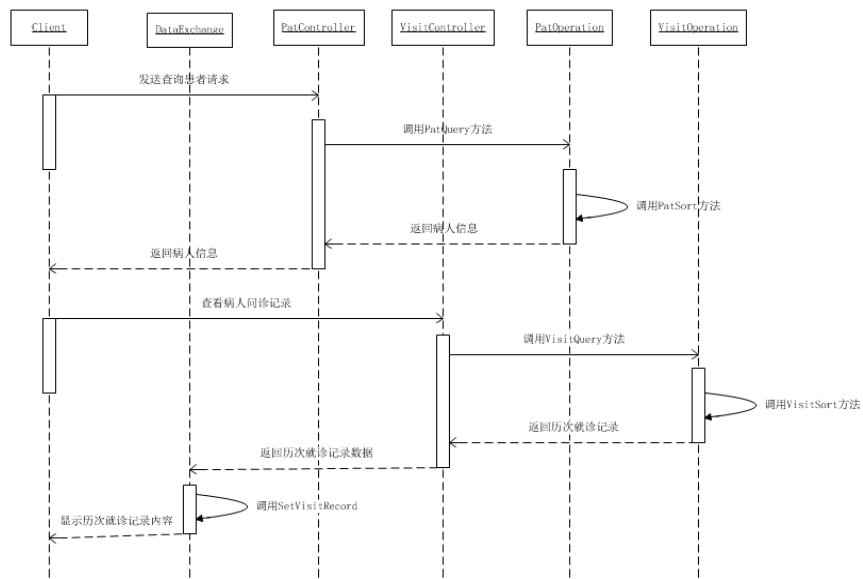 Client
DataExchange
PatController
VisitController
PatOperation
VisitOperation
发送查询患者请求
调用PatQuery方法
调用PatSort方法
返回病人信息
返回病人信息
查看病人问诊记录
调用VisitQuery方法
调用VisitSort方法
返回历次就诊记录
返回历次就诊记录数据
调用SetVisitRecord
显示历次就诊记录内容